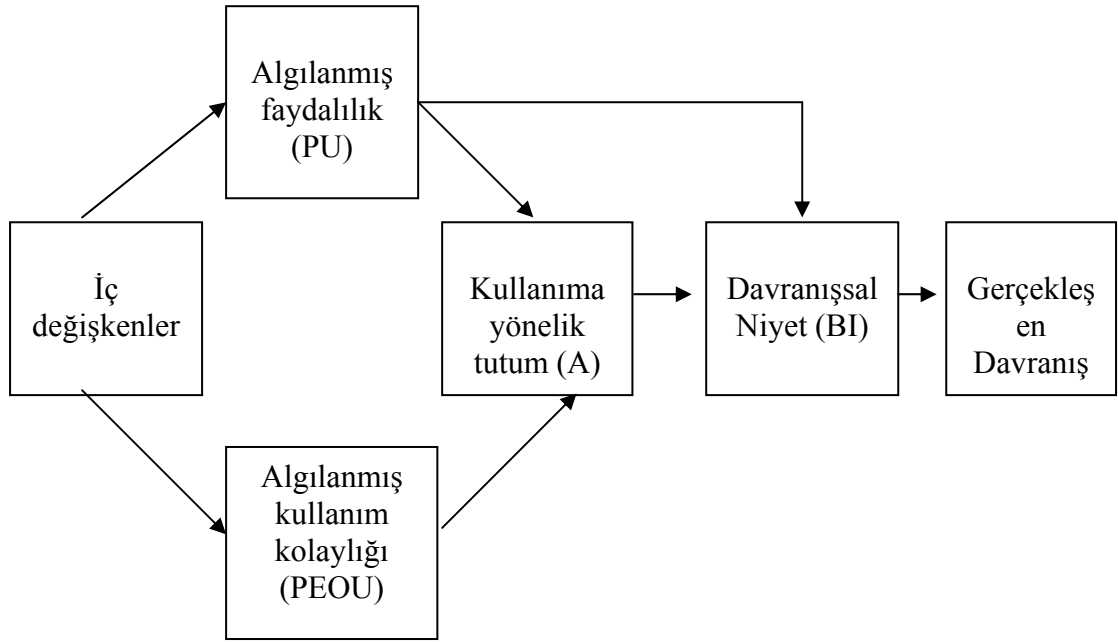 Algılanmış
faydalılık
(PU)
İç
değişkenler
Kullanıma
yönelik
tutum (A)
Davranışsal
Niyet (BI)
Gerçekleş
en
Davranış
Algılanmış
kullanım
kolaylığı
(PEOU)